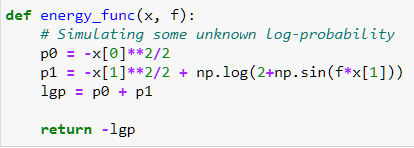 def energy_func(x, f):
    # Simulating some unknown log-probability
    p0 = -x[0]**2/2
    p1 = -x[1]**2/2 + np.log(2+np.sin(f*x[1]))
    lgp = p0 + p1
    return -lgp